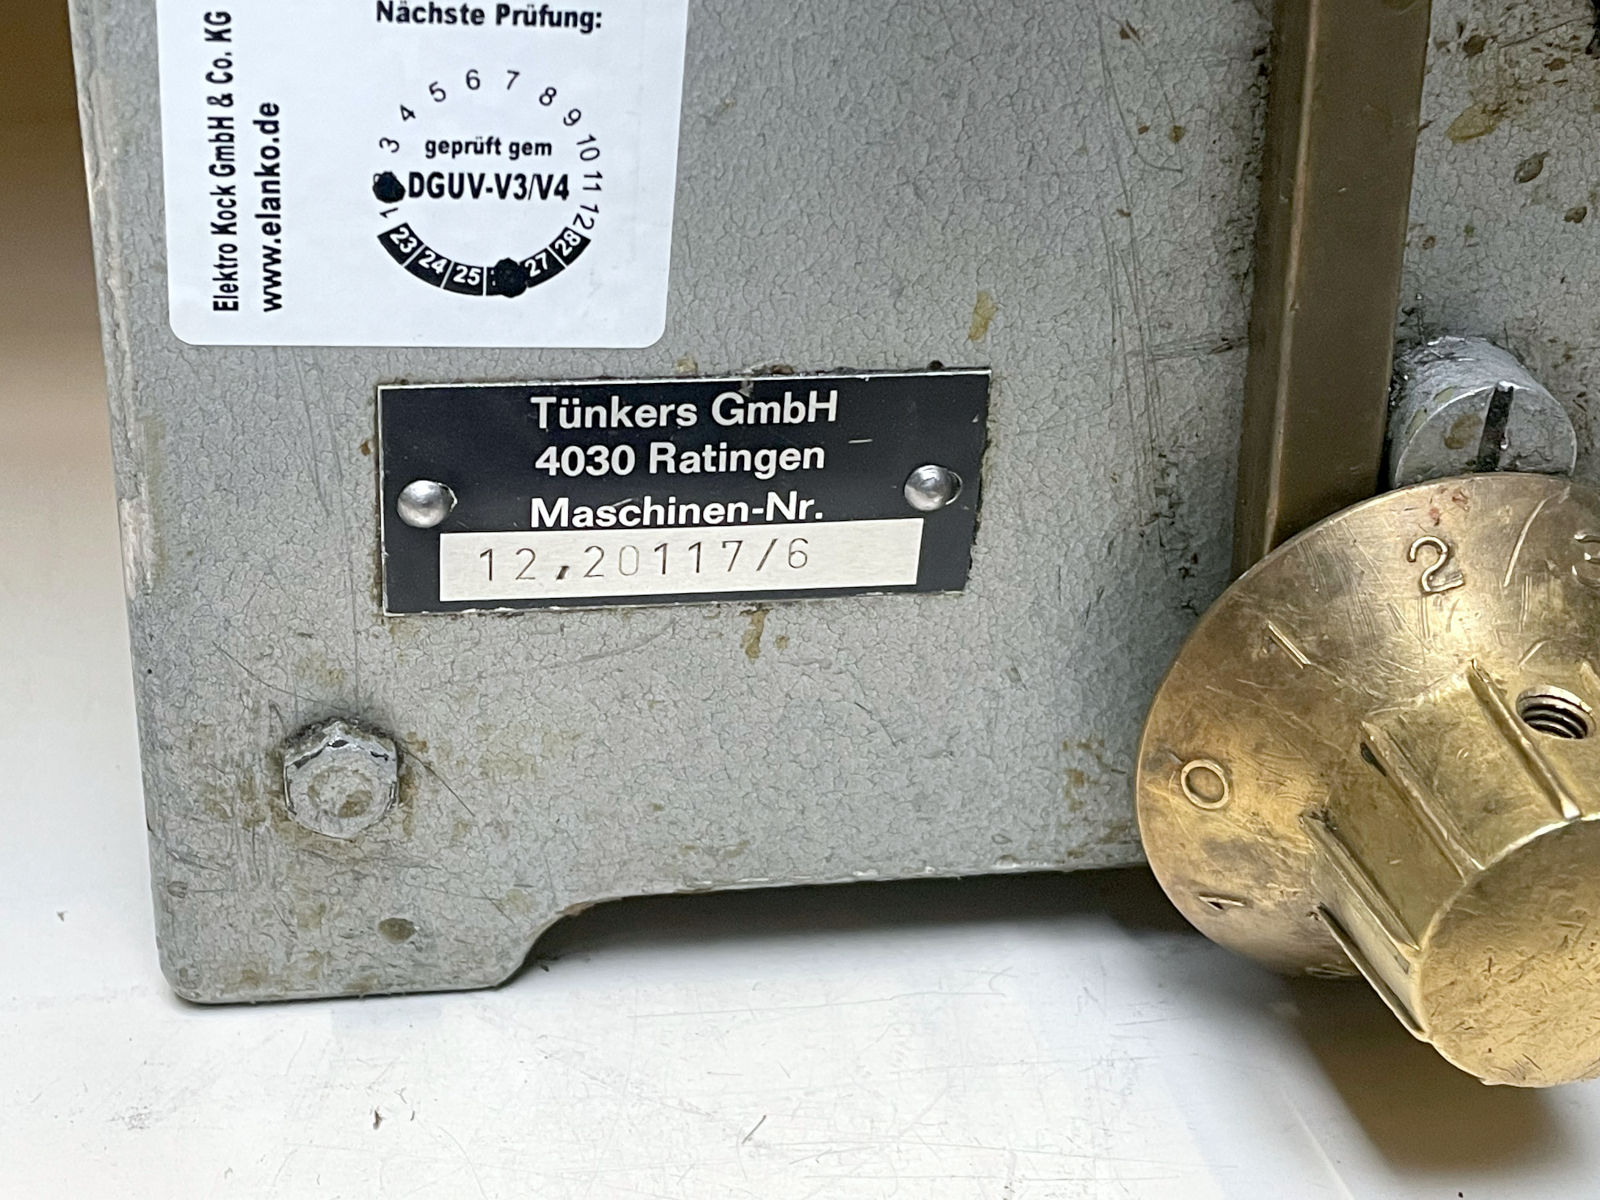 Nächste Prüfung:
Elektro Kock GmbH & Co. KG
www.elanko.de
1 3 4 5 6 7 8 9 10 11 12
geprüft gem
DGUV-V3/V4
23 24 25 27 28
Tünkers GmbH
4030 Ratingen
Maschinen-Nr.
12,20117/6
0 1 2